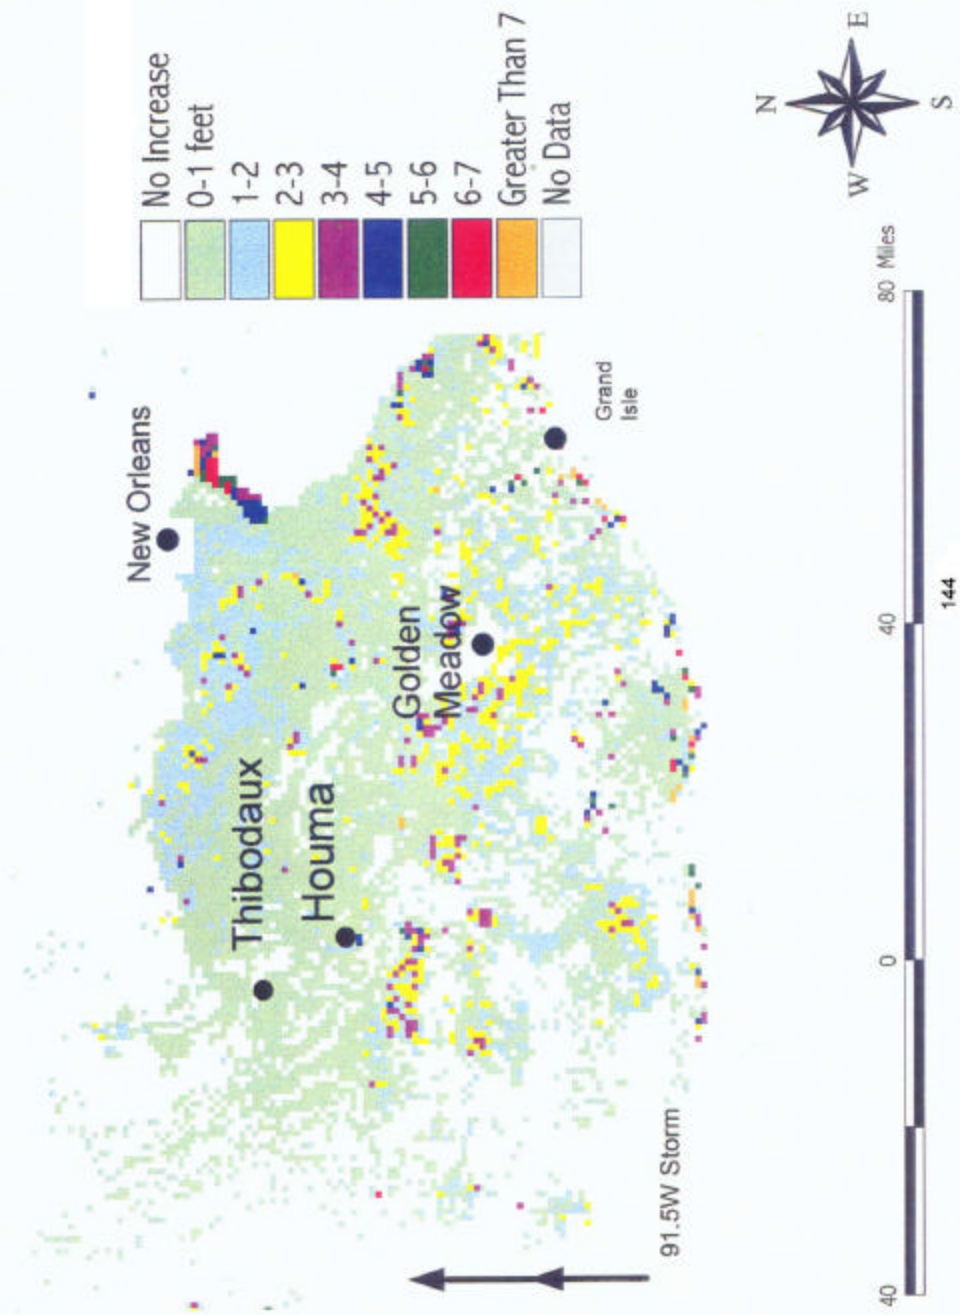 No Increase
0-1 feet
1-2
2-3
3-4
4-5
5-6
6-7
Greater Than 7
No Data
New Orleans
Thibodaux
Houma
Golden
Meadow
Grand
Isle
91.5W Storm
N
W
E
S
40
0
40
80 Miles
144